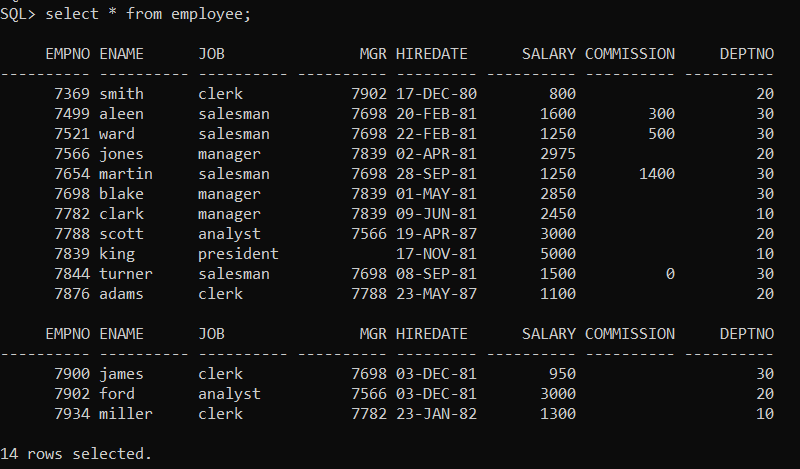 SQL> select * from employee;
     EMPNO ENAME      JOB               MGR HIREDATE      SALARY COMMISSION     DEPTNO
---------- ---------- ---------- ---------- --------- ---------- ---------- ----------
      7369 smith      clerk            7902 17-DEC-80        800                    20
      7499 aleen      salesman         7698 20-FEB-81       1600        300         30
      7521 ward       salesman         7698 22-FEB-81       1250        500         30
      7566 jones      manager          7839 02-APR-81       2975                    20
      7654 martin     salesman         7698 28-SEP-81       1250       1400         30
      7698 blake      manager          7839 01-MAY-81       2850                    30
      7782 clark      manager          7839 09-JUN-81       2450                    10
      7788 scott      analyst          7566 19-APR-87       3000                    20
      7839 king       president             17-NOV-81       5000                    10
      7844 turner     salesman         7698 08-SEP-81       1500          0         30
      7876 adams      clerk            7788 23-MAY-87       1100                    20
     EMPNO ENAME      JOB               MGR HIREDATE      SALARY COMMISSION     DEPTNO
---------- ---------- ---------- ---------- --------- ---------- ---------- ----------
      7900 james      clerk            7698 03-DEC-81        950                    30
      7902 ford       analyst          7566 03-DEC-81       3000                    20
      7934 miller     clerk            7782 23-JAN-82       1300                    10
14 rows selected.